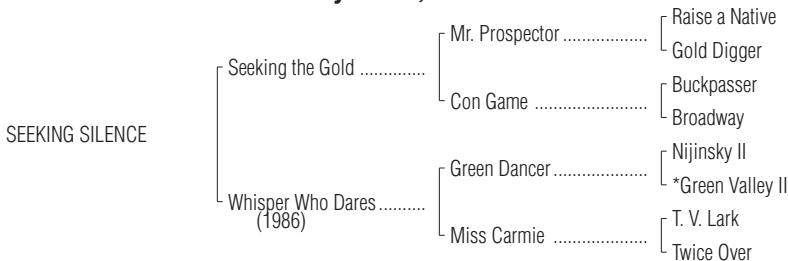 Raise a Native
Mr. Prospector ..................
Gold Digger
Seeking the Gold ..............
Buckpasser
Con Game ........................
Broadway
SEEKING SILENCE
Nijinsky II
Green Dancer....................
*Green Valley II
Whisper Who Dares..........
(1986)
T. V. Lark
Miss Carmie ....................
Twice Over